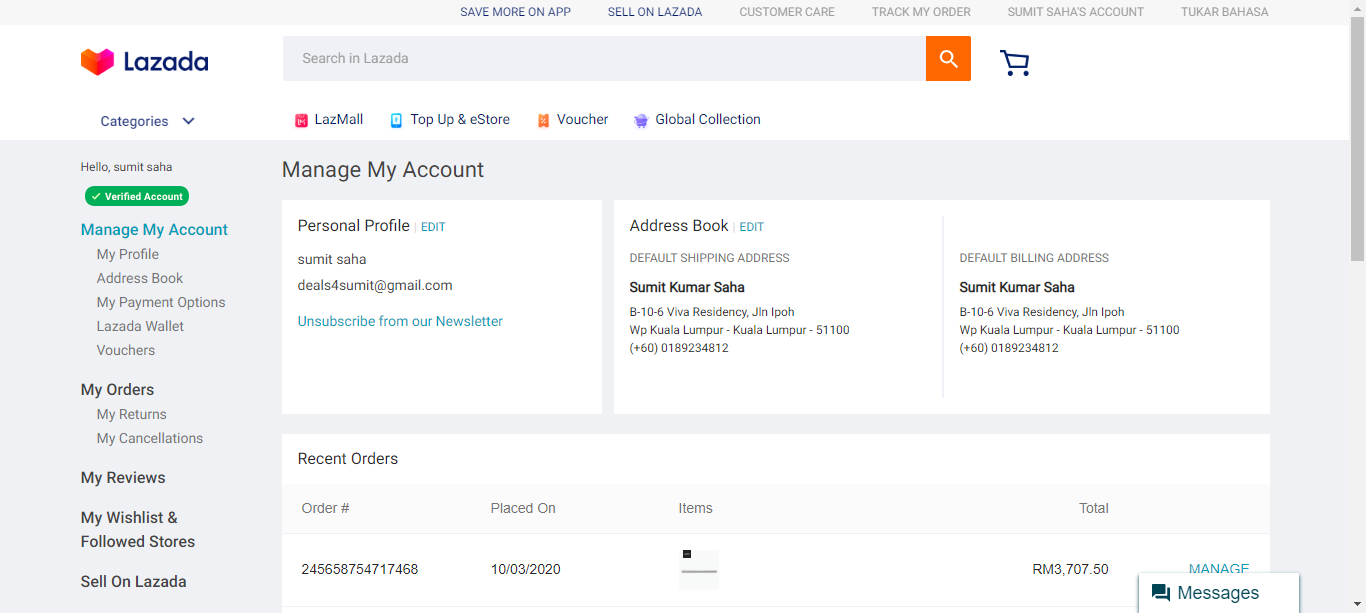 SAVE MORE ON APP SELL ON LAZADA CUSTOMER CARE TRACK MY ORDER SUMIT SAHA'S ACCOUNT TUKAR BAHASA
Lazada
Search in Lazada
Categories
LazMall Top Up & eStore Voucher Global Collection
Hello, sumit saha
Verified Account
Manage My Account
My Profile
Address Book
My Payment Options
Lazada Wallet
Vouchers
My Orders
My Returns
My Cancellations
My Reviews
My Wishlist &
Followed Stores
Sell On Lazada
Manage My Account
Personal Profile | EDIT
sumit saha
deals4sumit@gmail.com
Unsubscribe from our Newsletter
Address Book | EDIT
DEFAULT SHIPPING ADDRESS
Sumit Kumar Saha
B-10-6 Viva Residency, Jln Ipoh
Wp Kuala Lumpur - Kuala Lumpur - 51100
(+60) 0189234812
DEFAULT BILLING ADDRESS
Sumit Kumar Saha
B-10-6 Viva Residency, Jln Ipoh
Wp Kuala Lumpur - Kuala Lumpur - 51100
(+60) 0189234812
Recent Orders
Order # Placed On Items Total
245658754717468 10/03/2020 RM3,707.50 MANAGE
Messages